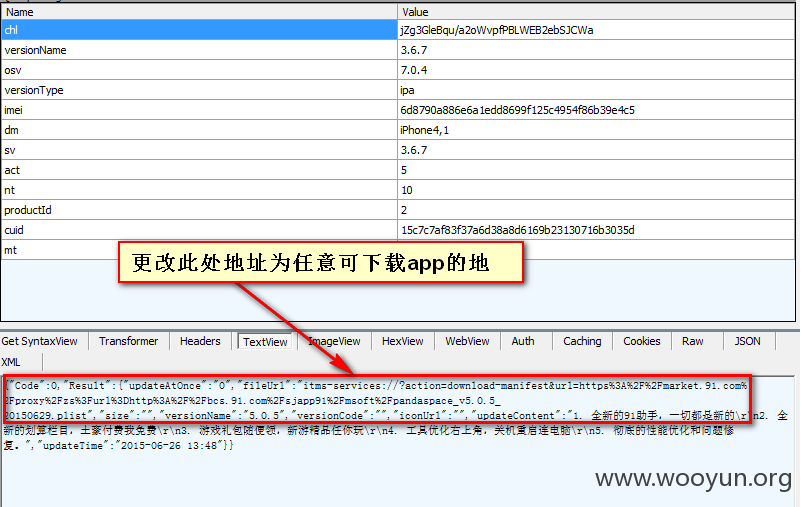 Name Value
chl jZg3GleBqu/a2oWvpfPBLWEB2ebSJCWa
versionName 3.6.7
osv 7.0.4
versionType ipa
imei 6d8790a886e6a1edd8699f125c4954f86b39e4c5
dm iPhone4,1
sv 3.6.7
act 5
nt 10
productId 2
cuid 15c7c7af83f37a6d38a8d6169b23130716b3035d
mt
更改此处地址为任意可下载app的地
Get SyntaxView Transformer Headers TextView ImageView HexView WebView Auth Caching Cookies Raw JSON
XML
{"Code":0,"Result":{"updateAtOnce":"0","fileUrl":"itms-services://?action=download-manifest&url=https%3A%2F%2Fmarket.91.com%
2Fproxy%2Fzs%3Furl%3Dhttp%3A%2F%2Fbcs.91.com%2Fsjapp91%2Fmsoft%2Fpandaspace_v5.0.5_
20150629.plist","size":"","versionName":"5.0.5","versionCode":"","iconUrl":"","updateContent":"1. 全新的91助手，一切都是新的\r\n2. 全
新的划算栏目，土豪付费我免费\r\n3. 游戏礼包随便领，新游精品任你玩\r\n4. 工具优化右上角，关机重启连电脑\r\n5. 彻底的性能优化和问题修
复。","updateTime":"2015-06-26 13:48"}}
www.wooyun.org